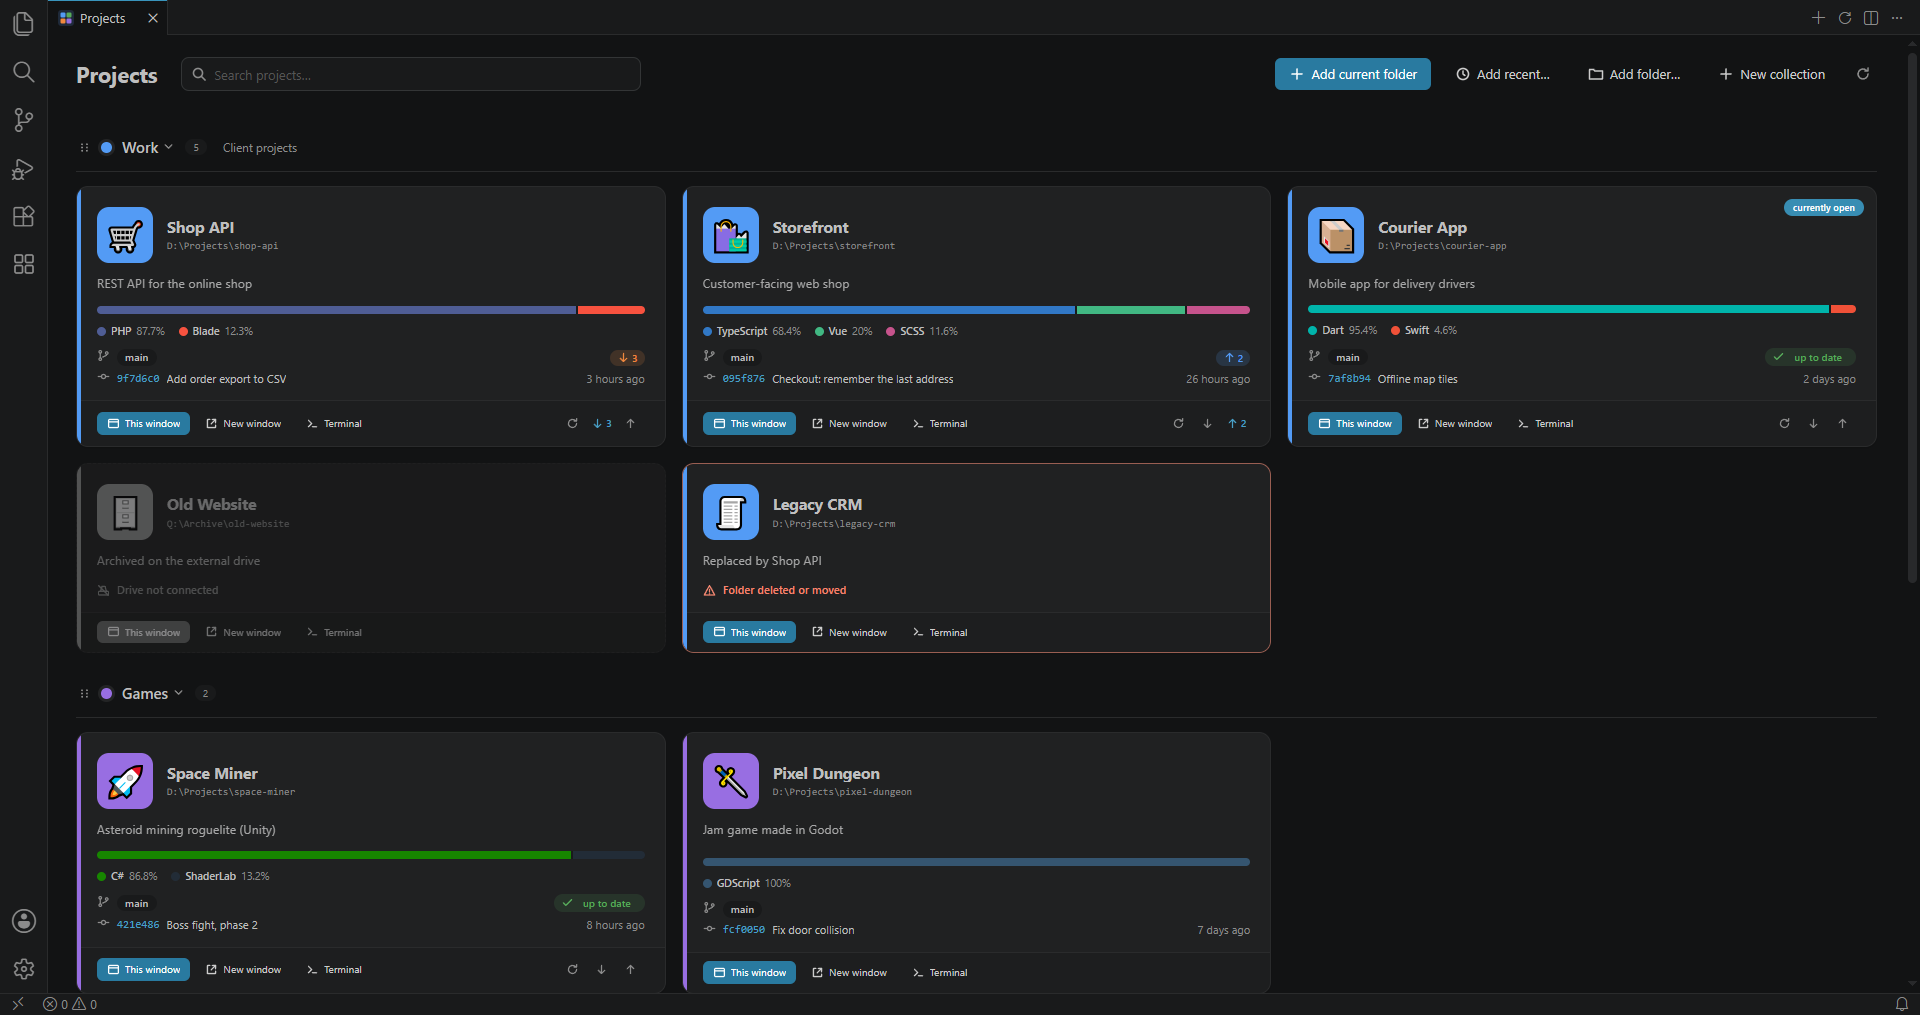 Projects
Projects
Search projects...
Add current folder
Add recent...
Add folder...
New collection
Work
5
Client projects
Shop API
D:\Projects\shop-api
REST API for the online shop
PHP 87.7% Blade 12.3%
main
3
9f7d6c0 Add order export to CSV
3 hours ago
This window
New window
Terminal
3
Storefront
D:\Projects\storefront
Customer-facing web shop
TypeScript 68.4% Vue 20% SCSS 11.6%
main
2
095f876 Checkout: remember the last address
26 hours ago
This window
New window
Terminal
2
currently open
Courier App
D:\Projects\courier-app
Mobile app for delivery drivers
Dart 95.4% Swift 4.6%
main
up to date
7af8b94 Offline map tiles
2 days ago
This window
New window
Terminal
Old Website
Q:\Archive\old-website
Archived on the external drive
Drive not connected
This window
New window
Terminal
Legacy CRM
D:\Projects\legacy-crm
Replaced by Shop API
Folder deleted or moved
This window
New window
Terminal
Games
2
Space Miner
D:\Projects\space-miner
Asteroid mining roguelite (Unity)
C# 86.8% ShaderLab 13.2%
main
up to date
421e486 Boss fight, phase 2
8 hours ago
This window
New window
Terminal
Pixel Dungeon
D:\Projects\pixel-dungeon
Jam game made in Godot
GDScript 100%
main
fcf0050 Fix door collision
7 days ago
This window
New window
Terminal
0 0